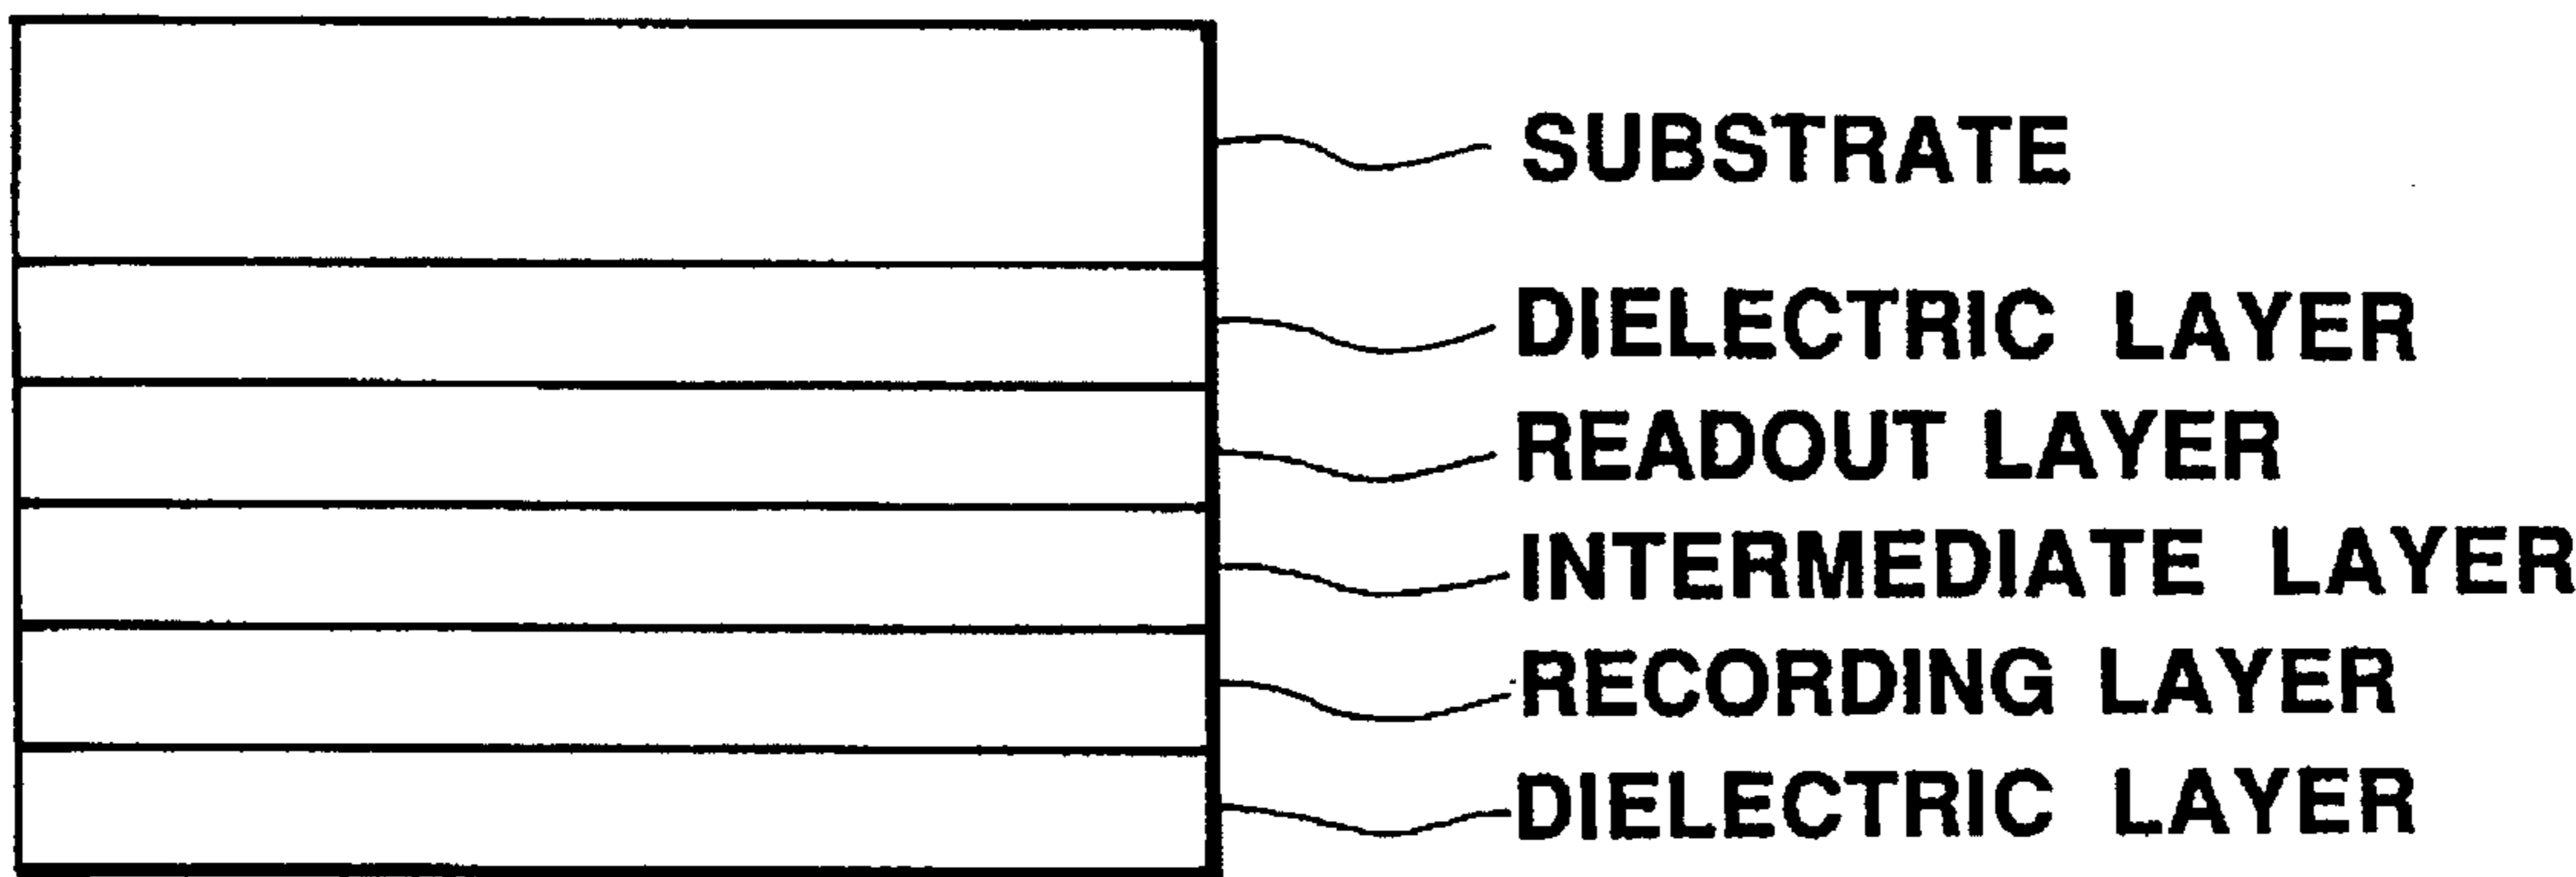 SUBSTRATE
DIELECTRIC LAYER
READOUT LAYER
INTERMEDIATE LAYER
RECORDING LAYER
DIELECTRIC LAYER